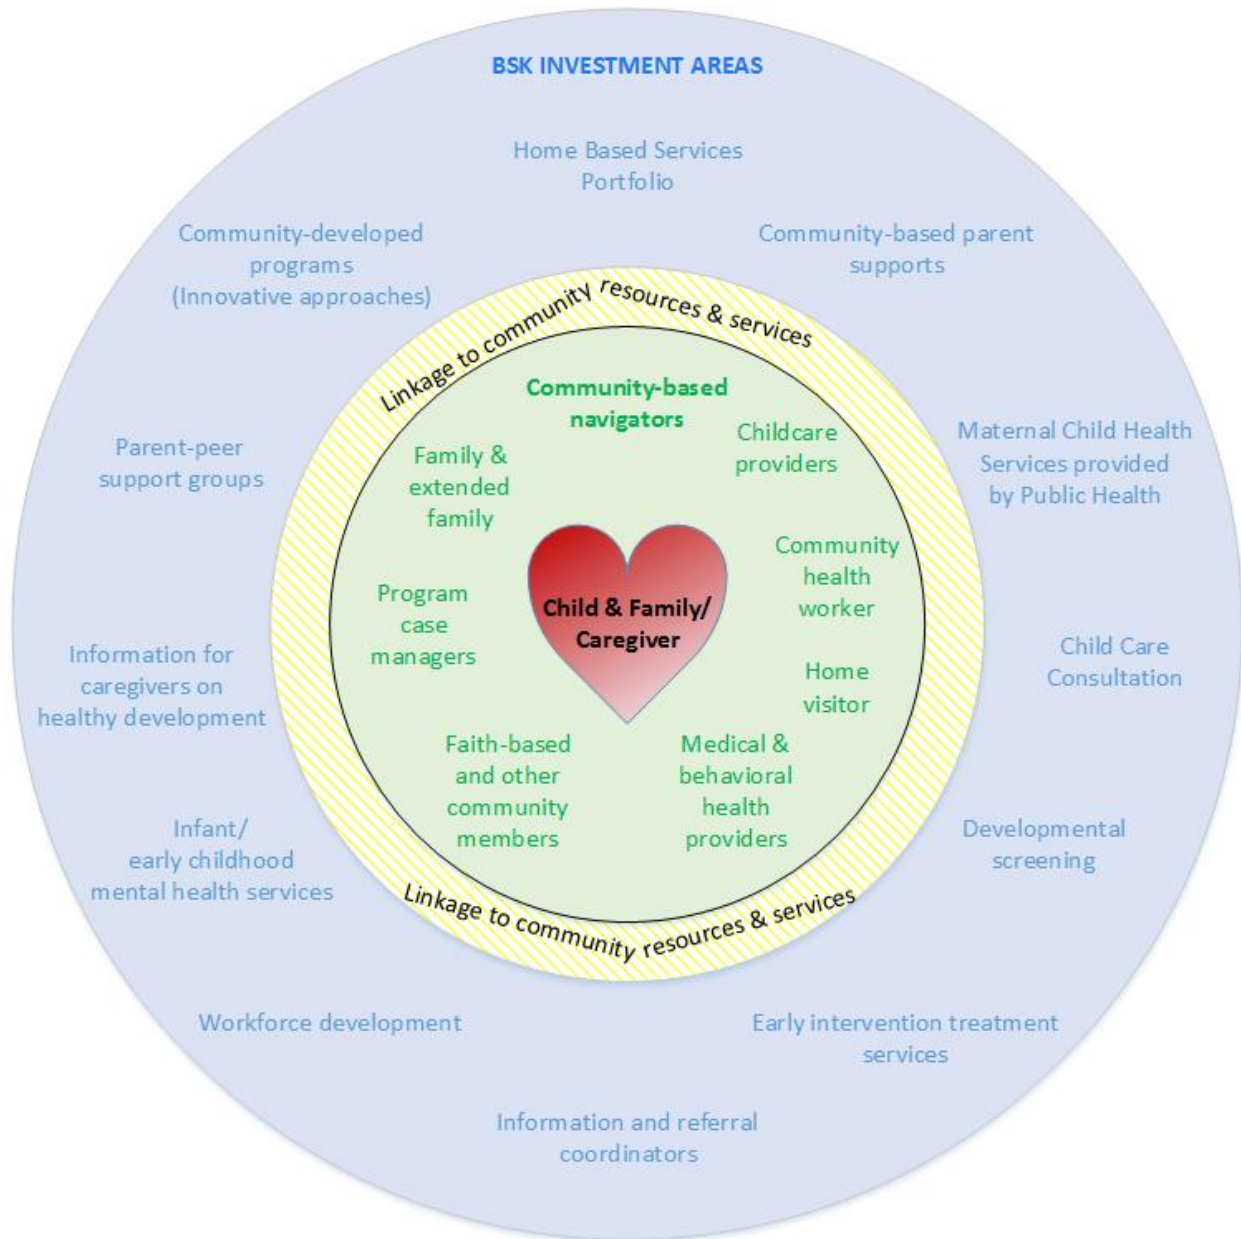 BSK INVESTMENT AREAS
Home Based Services
Portfolio
Community-developed
programs
(Innovative approaches)
Community-based parent
supports
Linkage to community resources & services
Community-based
navigators
Childcare
providers
Family &
extended
family
Parent-peer
support groups
Maternal Child Health
Services provided
by Public Health
Community
health
worker
Program
case
managers
Child & Family/
Caregiver
Home
visitor
Information for
caregivers on
healthy development
Child Care
Consultation
Faith-based
and other
community
members
Medical &
behavioral
health
providers
Infant/
early childhood
mental health services
Developmental
screening
Linkage to community resources & services
Workforce development
Early intervention treatment
services
Information and referral
coordinators